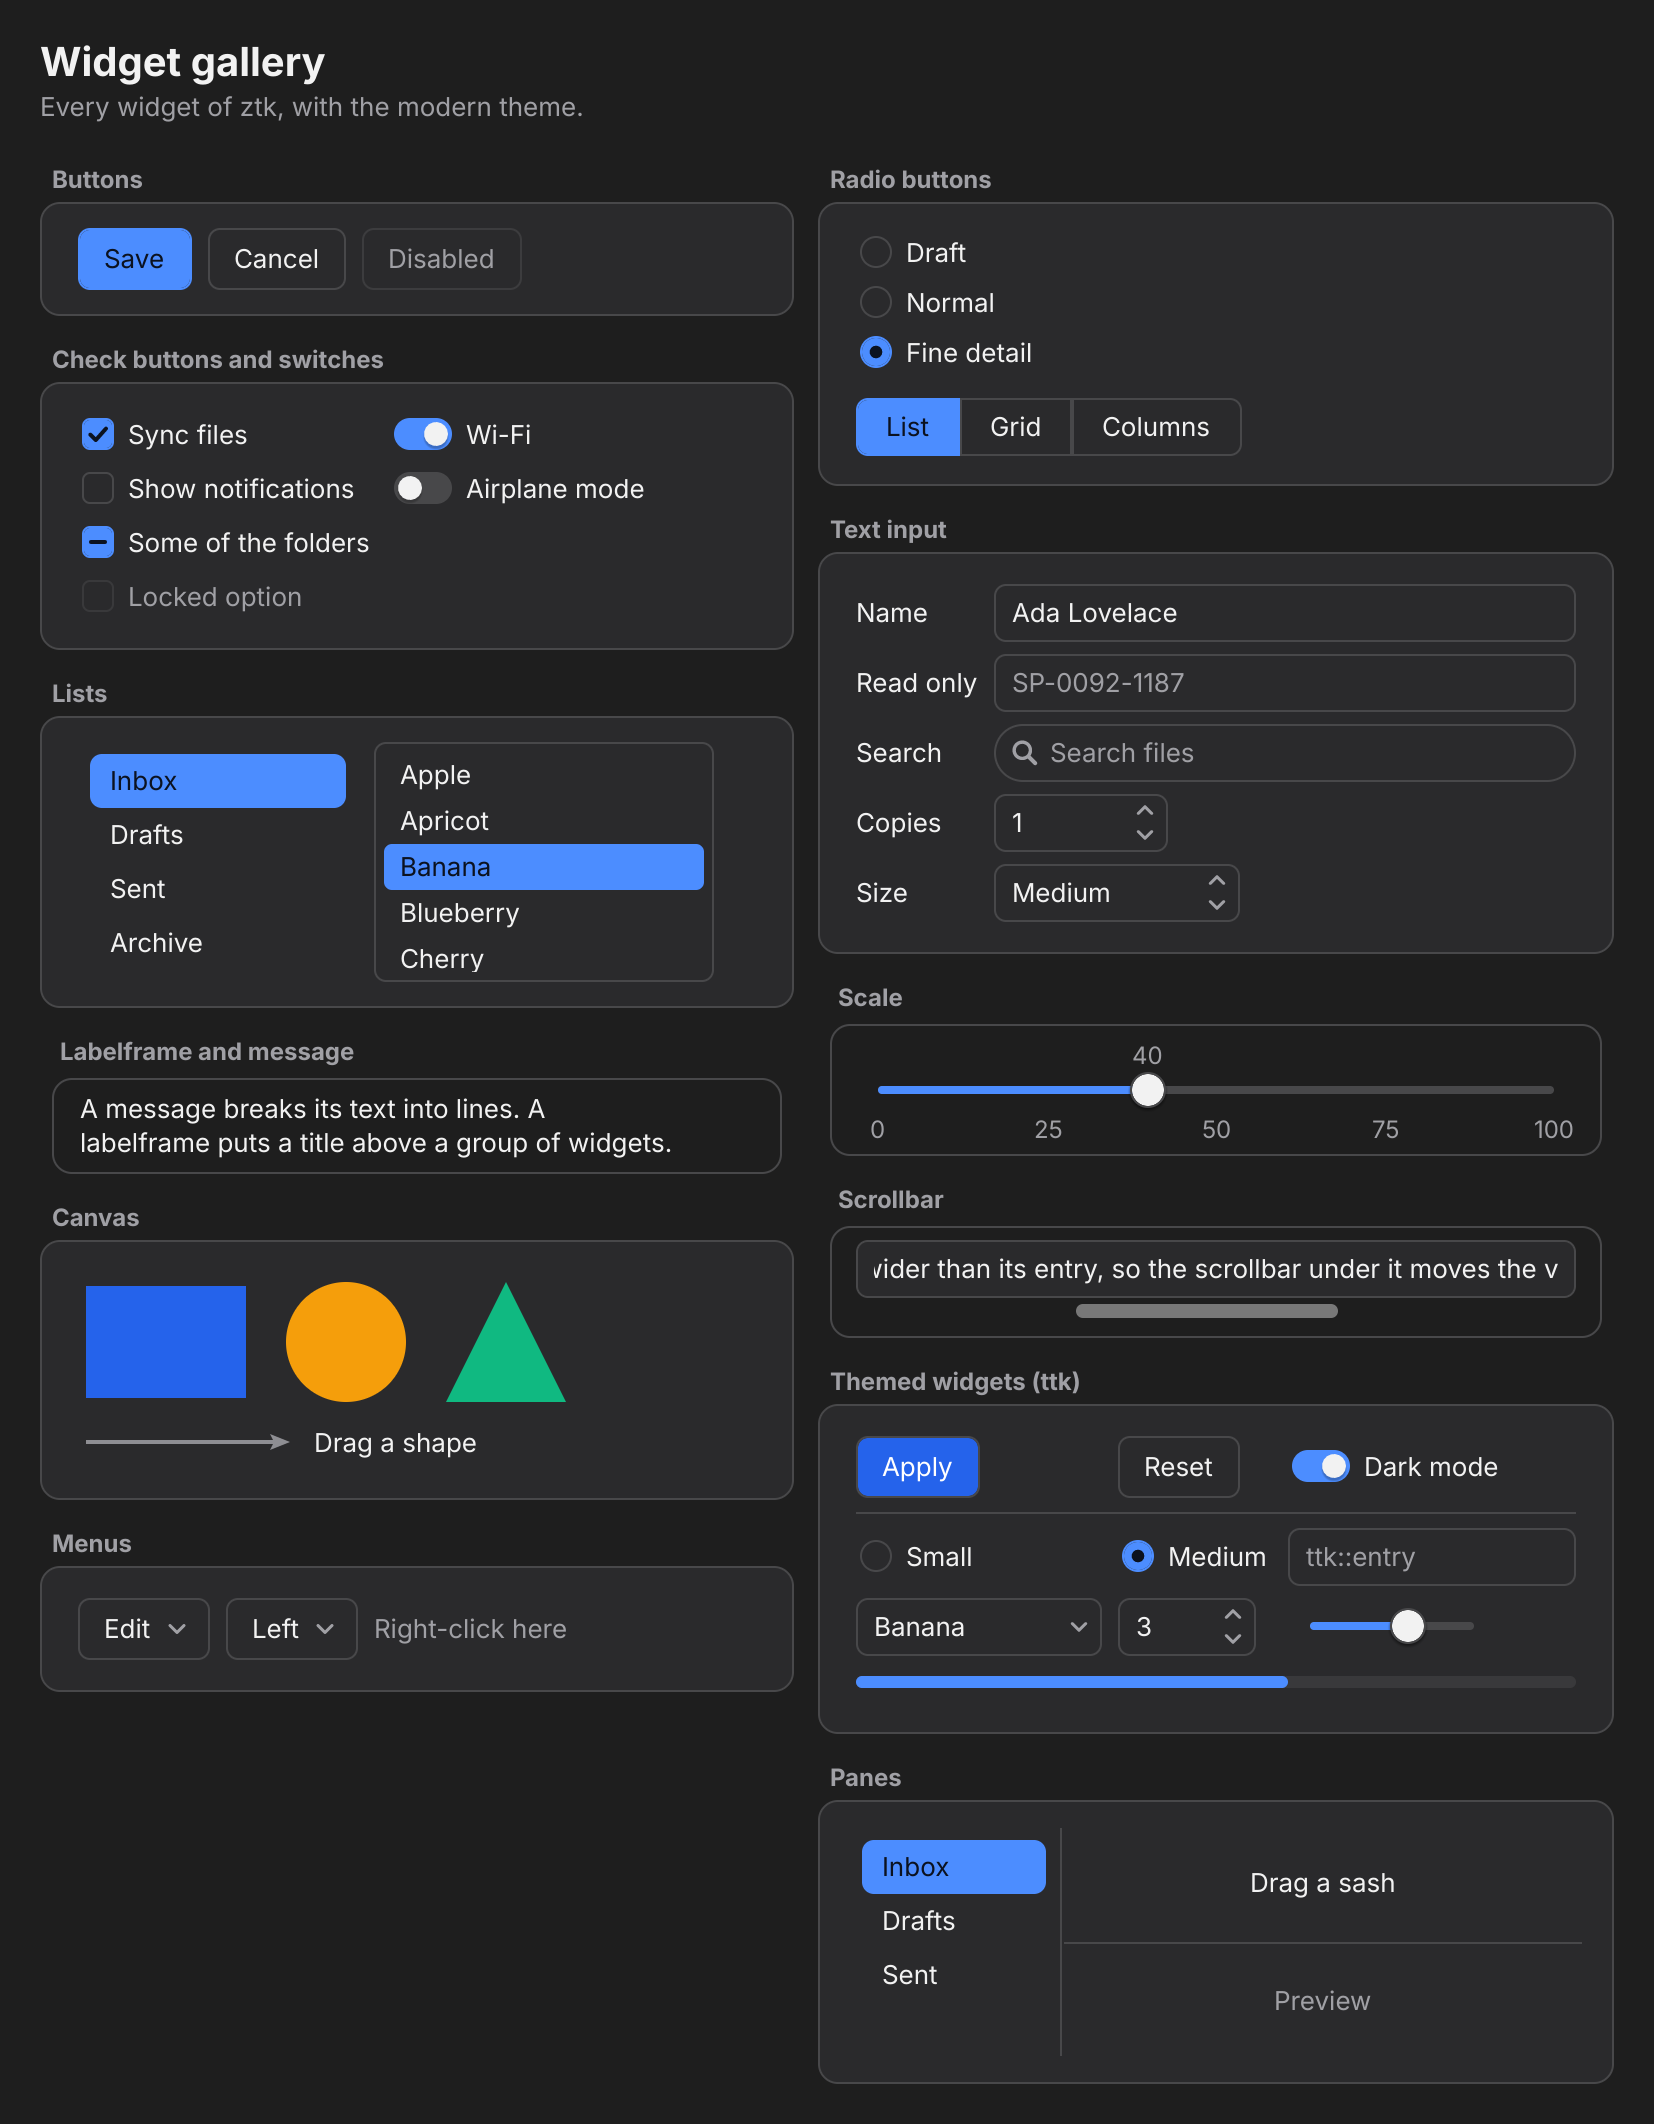 Widget gallery
Every widget of ztk, with the modern theme.
Buttons
Save
Cancel
Disabled
Check buttons and switches
Sync files
Wi-Fi
Show notifications
Airplane mode
Some of the folders
Locked option
Lists
Inbox
Drafts
Sent
Archive
Apple
Apricot
Banana
Blueberry
Cherry
Labelframe and message
A message breaks its text into lines. A
labelframe puts a title above a group of widgets.
Canvas
Drag a shape
Menus
Edit
Left
Right-click here
Radio buttons
Draft
Normal
Fine detail
List
Grid
Columns
Text input
Name
Ada Lovelace
Read only
SP-0092-1187
Search
Search files
Copies
1
Size
Medium
Scale
40
0
25
50
75
100
Scrollbar
than its entry, so the scrollbar under it moves the
Themed widgets (ttk)
Apply
Reset
Dark mode
Small
Medium
ttk::entry
Banana
3
Panes
Inbox
Drafts
Sent
Drag a sash
Preview